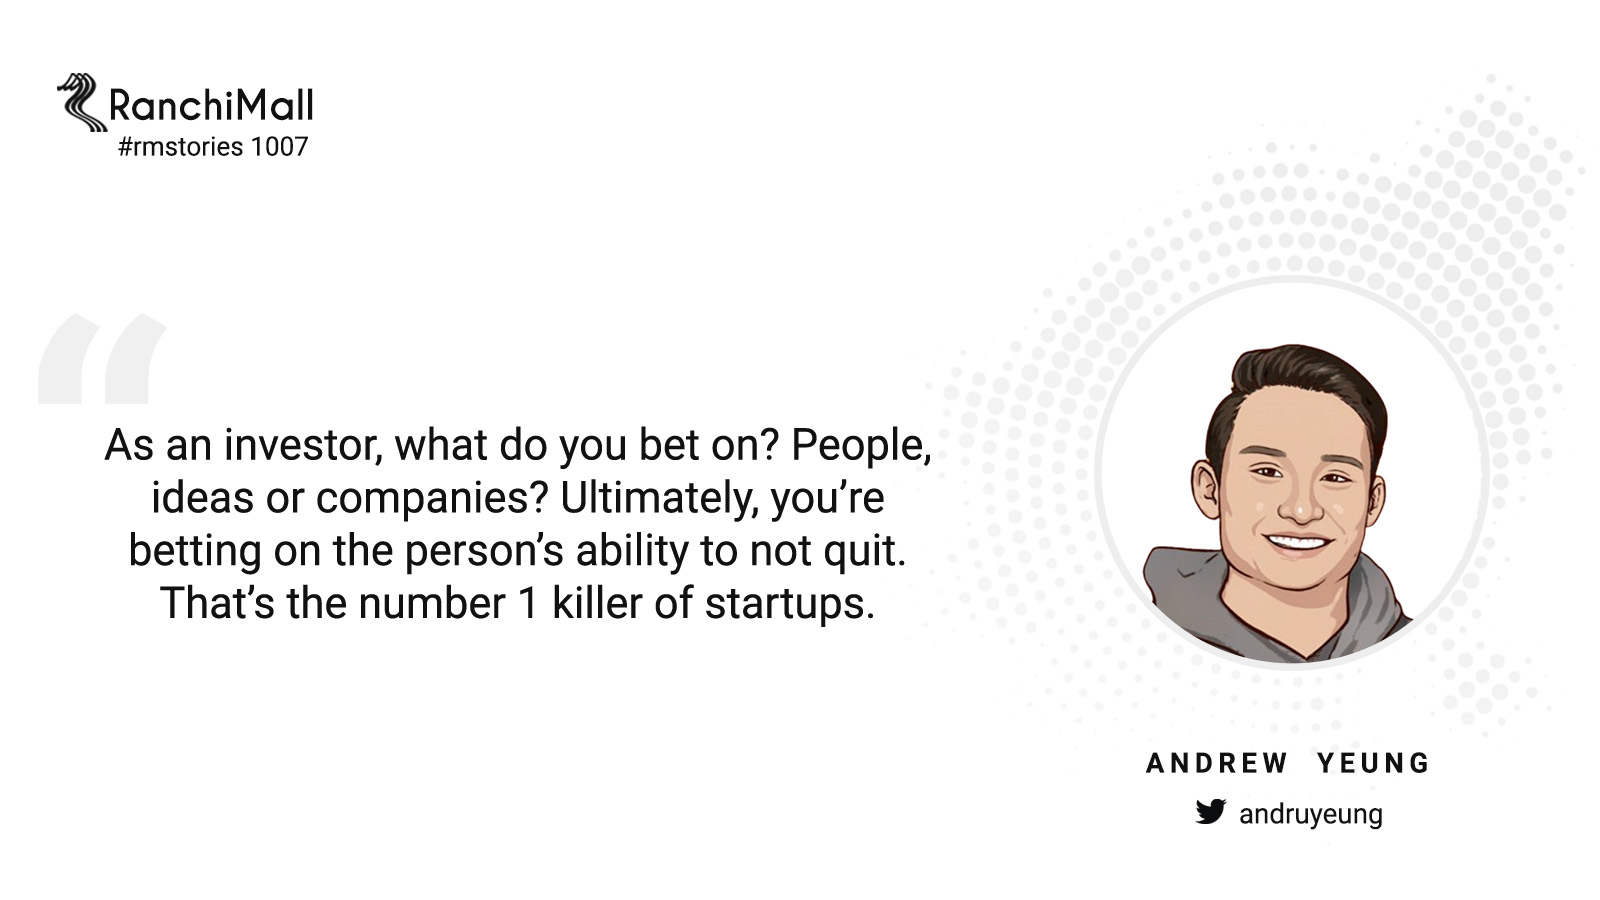 RanchiMall
#rmstories 1007
“
As an investor, what do you bet on? People,
ideas or companies? Ultimately, you’re
betting on the person’s ability to not quit.
That’s the number 1 killer of startups.
ANDREW YEUNG
andruyeung